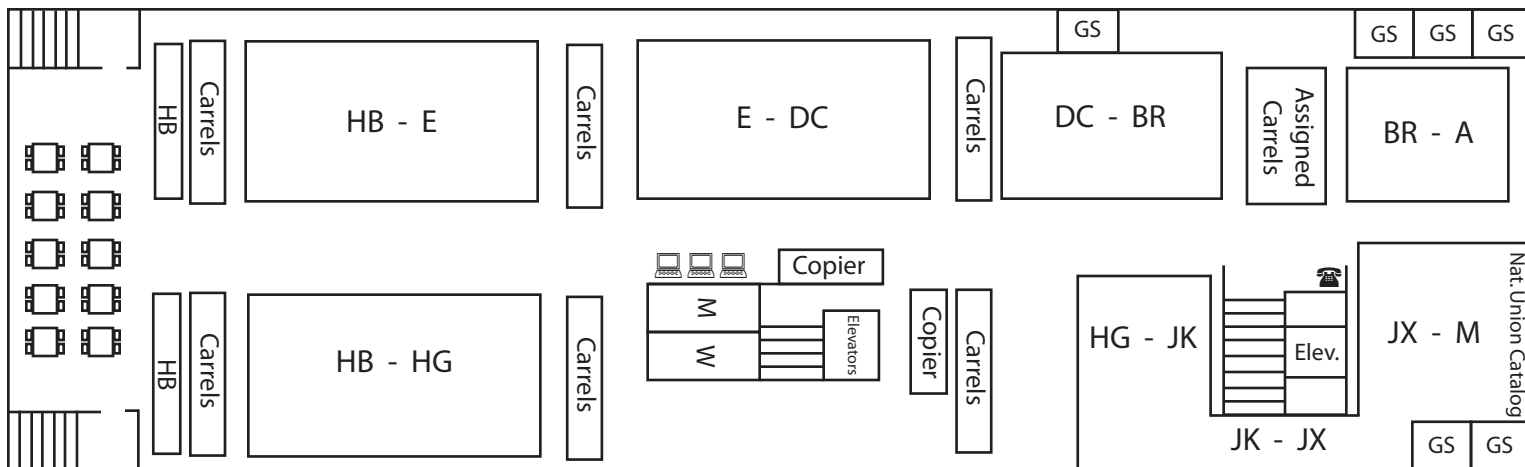 GS
GS
GS
GS
HB
Carrels
HB - E
Carrels
E - DC
Carrels
DC - BR
Assigned
Carrels
BR - A
Copier
M
W
Elevators
Copier
Carrels
HB
Carrels
HB - HG
Carrels
HG - JK
Elev.
JK - JX
JX - M
Nat. Union Catalog
GS
GS